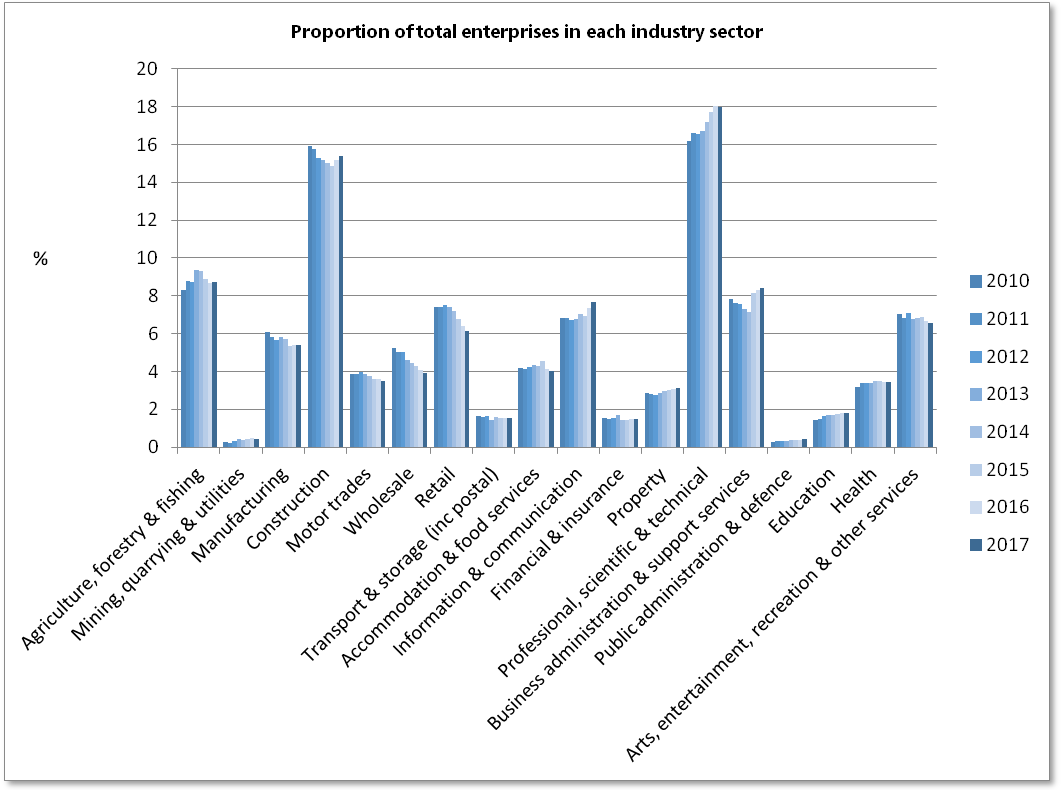 Proportion of total enterprises in each industry sector
20
18
16
14
12
10
8
6
4
2
0
%
Agriculture, forestry & fishing
Mining, quarrying & utilities
Manufacturing
Construction
Motor trades
Wholesale
Retail
Transport & storage (inc postal)
Accommodation & food services
Information & communication
Financial & insurance
Property
Professional, scientific & technical
Business administration & support services
Public administration & defence
Education
Health
Arts, entertainment, recreation & other services
2010
2011
2012
2013
2014
2015
2016
2017